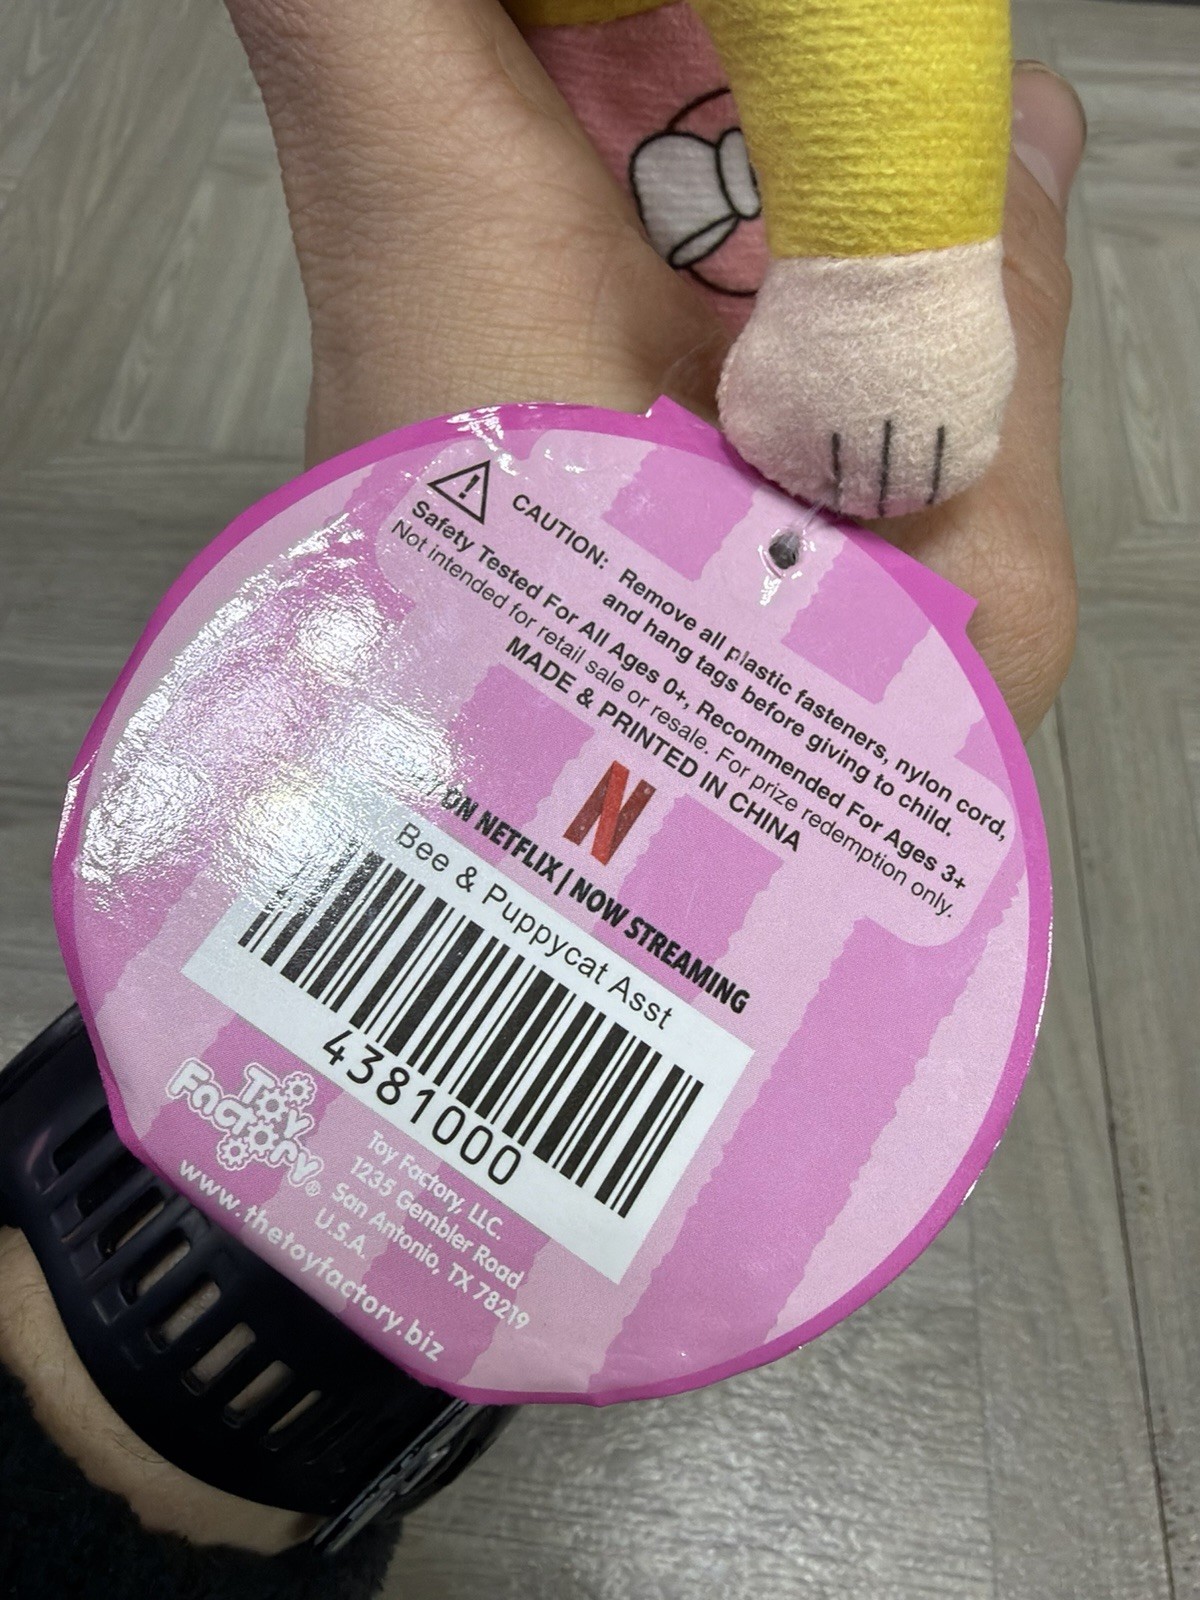 CAUTION: Remove all plastic fasteners, nylon cord,
and hang tags before giving to child.
Safety Tested For All Ages 0+, Recommended For Ages 3+
Not intended for retail sale or resale. For prize redemption only.
MADE & PRINTED IN CHINA
N
ON NETFLIX | NOW STREAMING
Bee & Puppycat Asst
4381000
TOY
FACTORY®
Toy Factory, LLC.
1235 Gembler Road
San Antonio, TX 78219
U.S.A.
www.thetoyfactory.biz